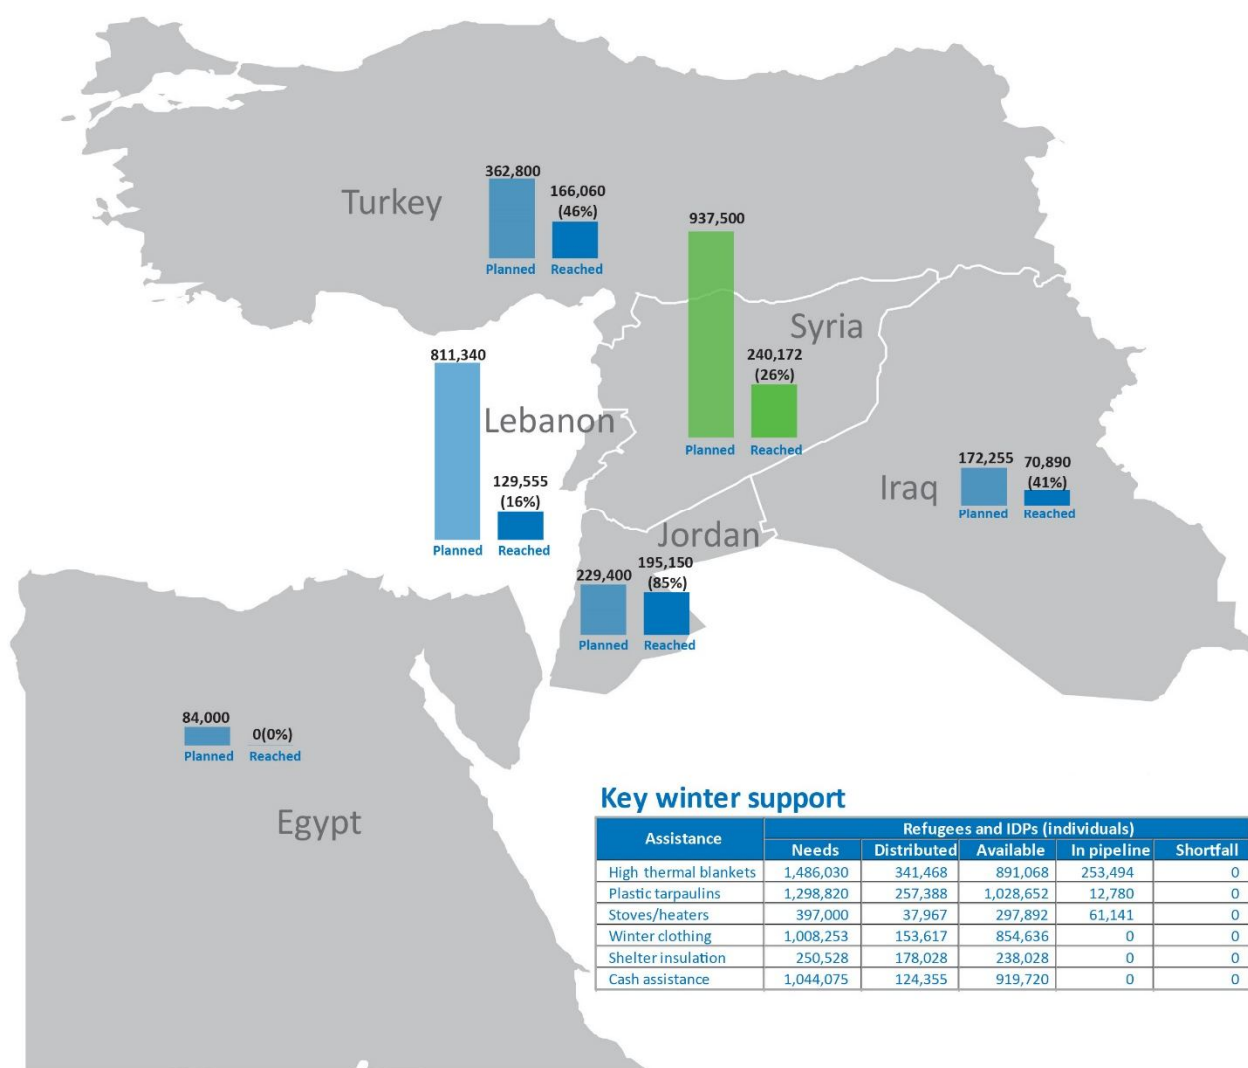 362,800
166,060
(46%)
Turkey
Planned Reached
937,500
Syria
240,172
(26%)
Planned Reached
811,340
Lebanon
129,555
(16%)
Planned Reached
172,255 70,890
(41%)
Iraq
Planned Reached
Jordan
229,400 195,150
(85%)
Planned Reached
84,000 0(0%)
Planned Reached
Egypt
Key winter support
Assistance Refugees and IDPs (individuals)
Needs Distributed Available In pipeline Shortfall
High thermal blankets 1,486,030 341,468 891,068 253,494 0
Plastic tarpaulins 1,298,820 257,388 1,028,652 12,780 0
Stoves/heaters 397,000 37,967 297,892 61,141 0
Winter clothing 1,008,253 153,617 854,636 0 0
Shelter insulation 250,528 178,028 238,028 0 0
Cash assistance 1,044,075 124,355 919,720 0 0